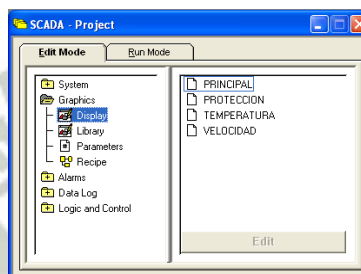 SCADA - Project
Edit Mode
Run Mode
System
Graphics
Display
Library
Parameters
Recipe
Alarms
Data Log
Logic and Control
PRINCIPAL
PROTECCION
TEMPERATURA
VELOCIDAD
Edit